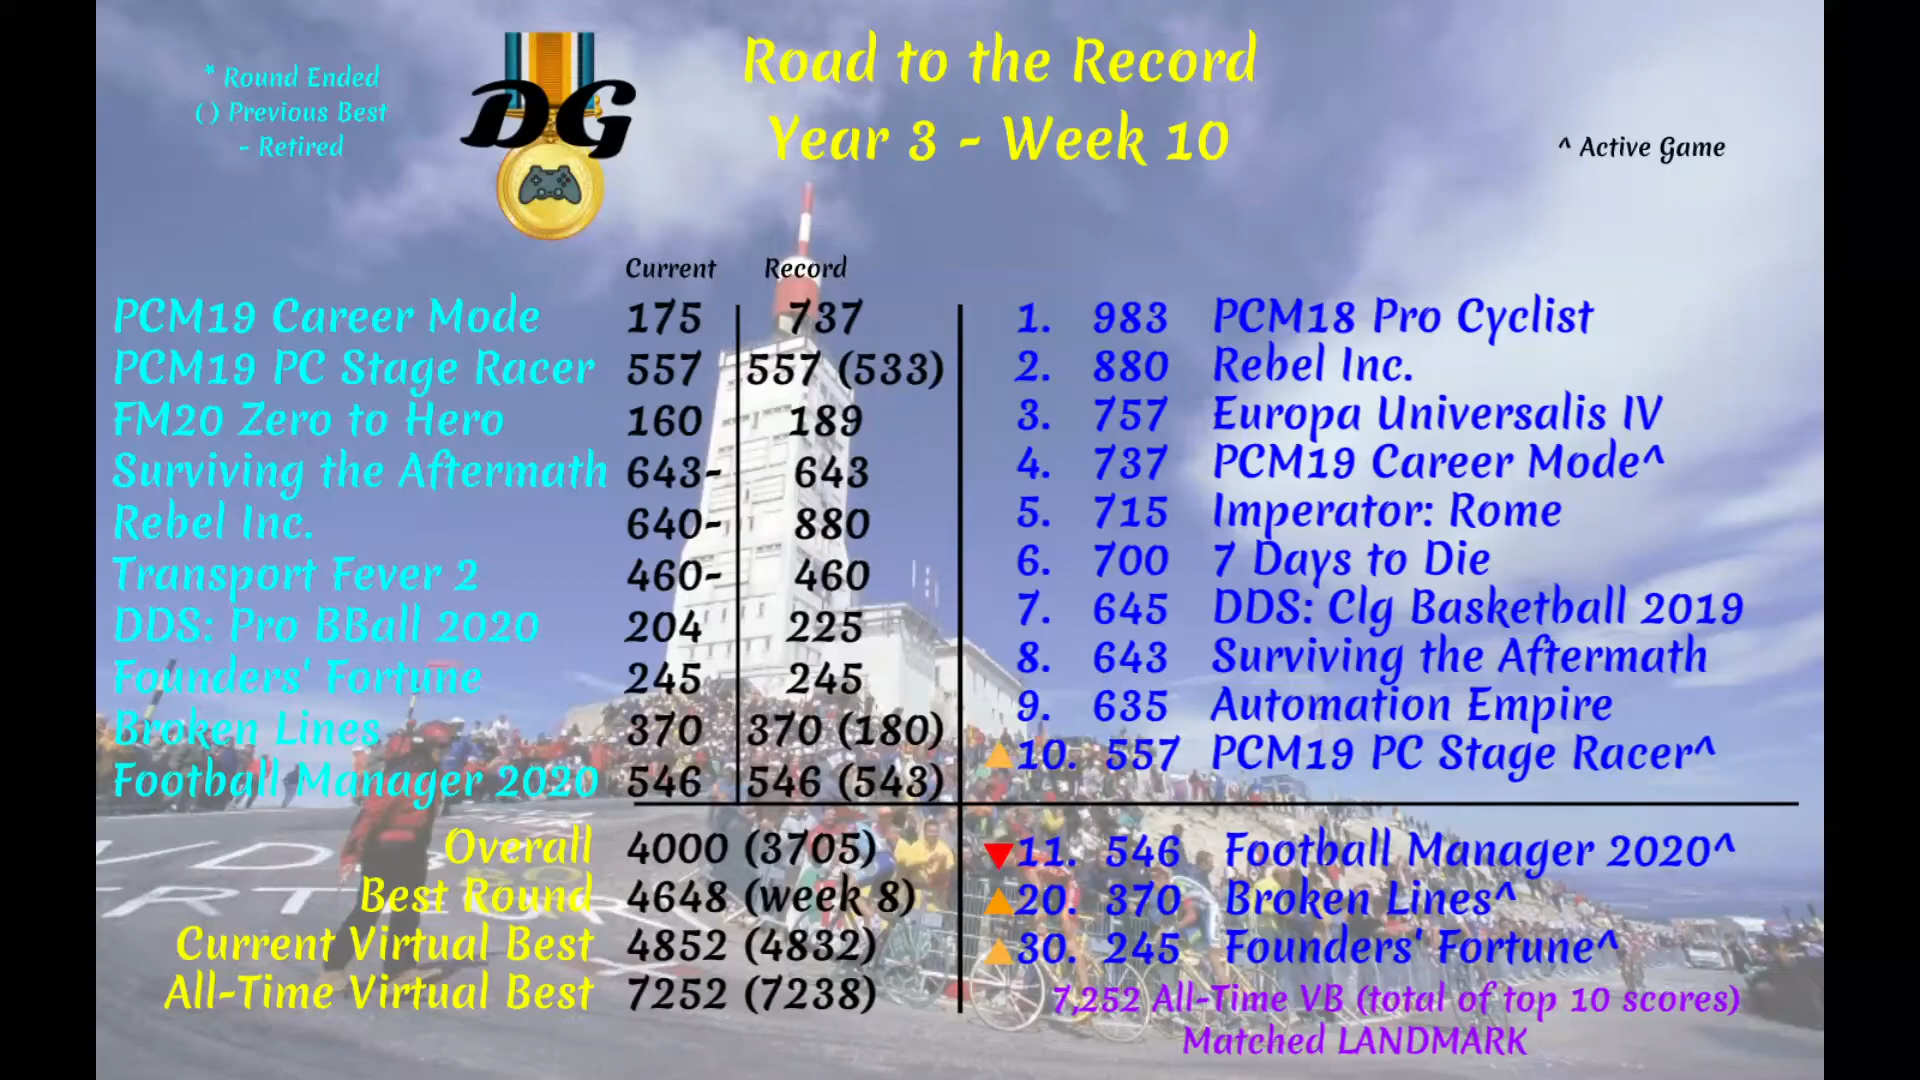 * Round Ended
( ) Previous Best
- Retired
DG
Road to the Record
Year 3 - Week 10
^ Active Game
Current Record
PCM19 Career Mode 175 737
PCM19 PC Stage Racer 557 557 (533)
FM20 Zero to Hero 160 189
Surviving the Aftermath 643- 643
Rebel Inc. 640- 880
Transport Fever 2 460- 460
DDS: Pro BBall 2020 204 225
Founders' Fortune 245 245
Broken Lines 370 370 (180)
Football Manager 2020 546 546 (543)
Overall 4000 (3705)
Best Round 4648 (week 8)
Current Virtual Best 4852 (4832)
All-Time Virtual Best 7252 (7238)
1. 983 PCM18 Pro Cyclist
2. 880 Rebel Inc.
3. 757 Europa Universalis IV
4. 737 PCM19 Career Mode^
5. 715 Imperator: Rome
6. 700 7 Days to Die
7. 645 DDS: Clg Basketball 2019
8. 643 Surviving the Aftermath
9. 635 Automation Empire
10. 557 PCM19 PC Stage Racer^
11. 546 Football Manager 2020^
20. 370 Broken Lines^
30. 245 Founders' Fortune^
7,252 All-Time VB (total of top 10 scores)
Matched LANDMARK